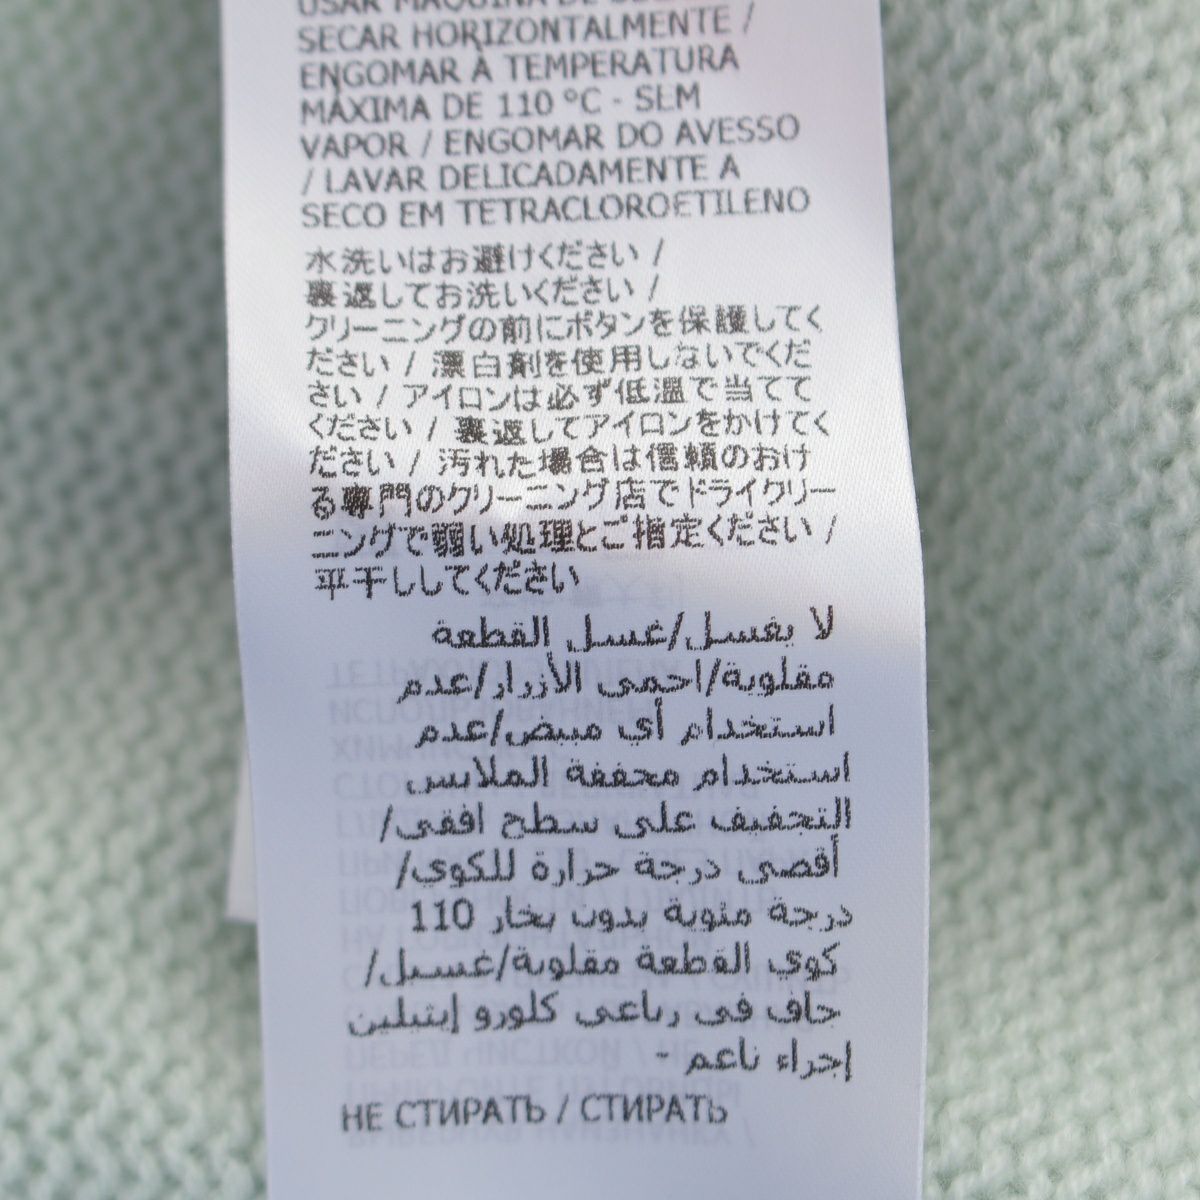 USAR MÁQUINA DE
SECAR HORIZONTALMENTE /
ENGOMAR À TEMPERATURA
MÁXIMA DE 110 °C - SEM
VAPOR / ENGOMAR DO AVESSO
/ LAVAR DELICADAMENTE A
SECO EM TETRACLOROETILENO
水洗いはお避けください /
裏返してお洗いください /
クリーニングの前にボタンを保護してく
ださい / 漂白剤を使用しないでくだ
さい / アイロンは必ず低温で当てて
ください / 裏返してアイロンをかけてく
ださい / 汚れた場合は信頼のおけ
る専門のクリーニング店でドライクリー
ニングで弱い処理とご指定ください /
平干ししてください
لا يغسل/غسل القطعة
مقلوبة/احمى الأزرار/عدم
استخدام أي مبيض/عدم
استخدام مجففة الملابس
التجفيف على سطح افقى/
أقصى درجة حرارة للكوي/
درجة مئوية بدون بخار 110
كوي القطعة مقلوبة/غسيل/
جاف فى رباعى كلورو إيثيلين
إجراء ناعم -
НЕ СТИРАТЬ / СТИРАТЬ